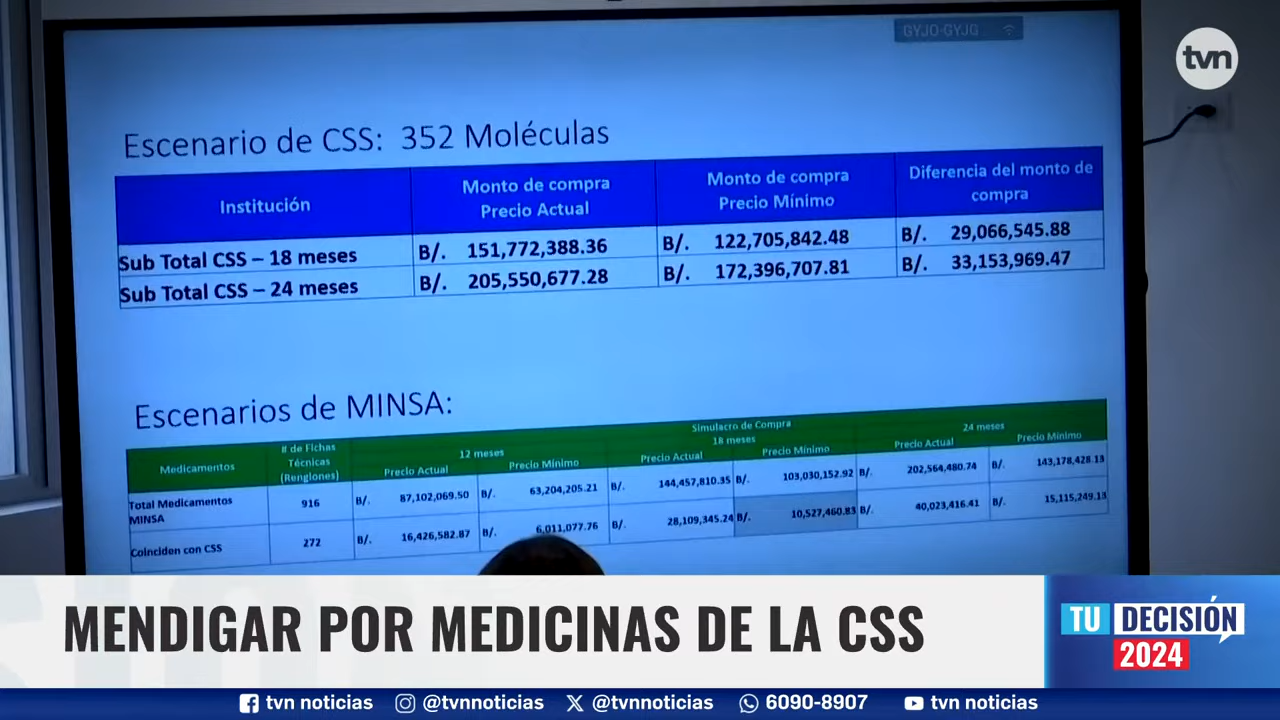 GYJO-GYJG
tvn
Escenario de CSS: 352 Moléculas
Institución
Monto de compra
Precio Actual
Monto de compra
Precio Mínimo
Diferencia del monto de
compra
Sub Total CSS – 18 meses B/. 151,772,388.36 B/. 122,705,842.48 B/. 29,066,545.88
Sub Total CSS – 24 meses B/. 205,550,677.28 B/. 172,396,707.81 B/. 33,153,969.47
Escenarios de MINSA:
Medicamentos
# de Fichas
Técnicas
(Renglones)
Simulacro de Compra
12 meses 18 meses 24 meses
Precio Actual Precio Mínimo Precio Actual Precio Mínimo Precio Actual Precio Mínimo
Total Medicamentos
MINSA
916 B/. 87,102,069.50 B/. 63,204,205.21 B/. 144,457,810.35 B/. 103,030,152.92 B/. 202,564,480.74 B/. 143,178,428.13
Coinciden con CSS 272 B/. 16,426,582.87 B/. 6,011,077.76 B/. 28,109,345.24 B/. 10,527,460.83 B/. 40,023,416.41 B/. 15,115,249.13
MENDIGAR POR MEDICINAS DE LA CSS
TU DECISIÓN
2024
tvn noticias @tvnnoticias @tvnnoticias 6090-8907 tvn noticias